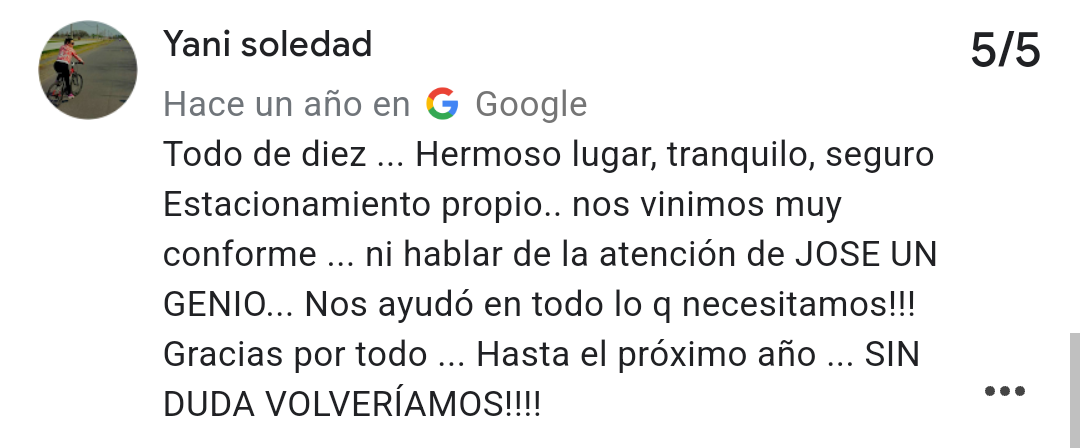 Yani soledad
5/5
Hace un año en Google
Todo de diez ... Hermoso lugar, tranquilo, seguro
Estacionamiento propio.. nos vinimos muy
conforme ... ni hablar de la atención de JOSE UN
GENIO... Nos ayudó en todo lo q necesitamos!!!
Gracias por todo ... Hasta el próximo año ... SIN
DUDA VOLVERÍAMOS!!!!